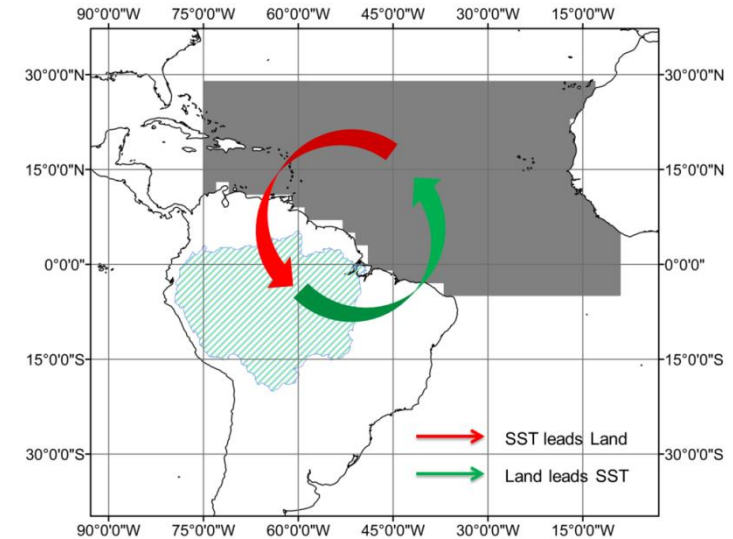 90°0'0"W 75°0'0"W 60°0'0"W 45°0'0"W 30°0'0"W 15°0'0"W
30°0'0"N 30°0'0"N
15°0'0"N 15°0'0"N
0°0'0" 0°0'0"
15°0'0"S 15°0'0"S
SST leads Land
30°0'0"S 30°0'0"S
Land leads SST
90°0'0"W 75°0'0"W 60°0'0"W 45°0'0"W 30°0'0"W 15°0'0"W